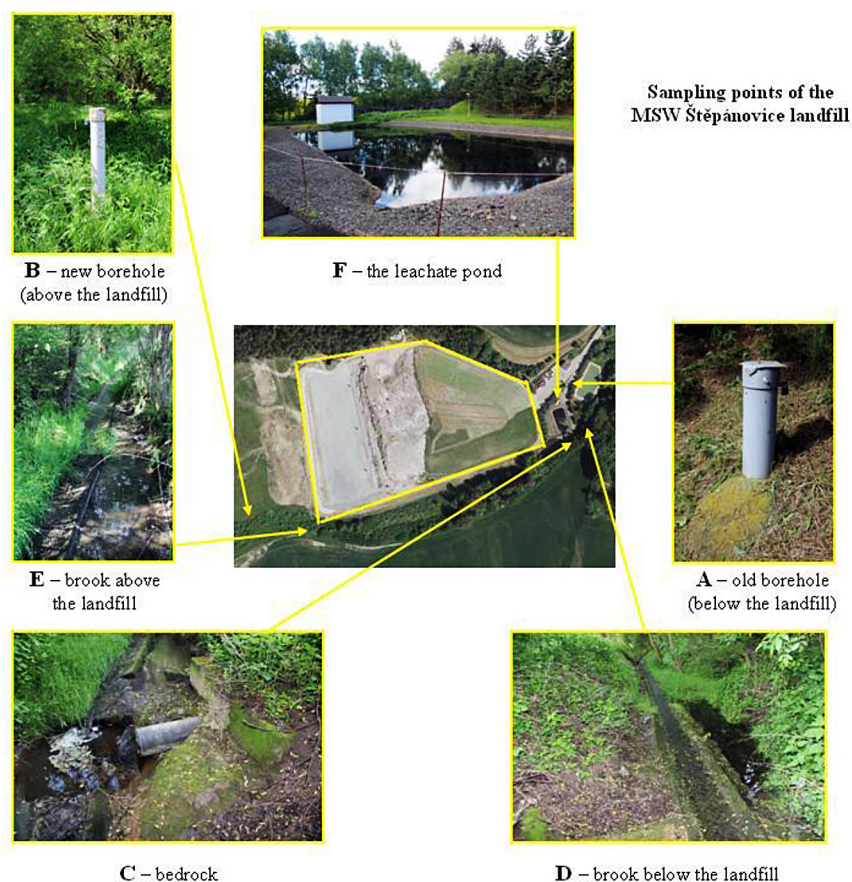 Sampling points of the
MSW Štěpánovice landfill
B – new borehole
(above the landfill)
F – the leachate pond
E – brook above
the landfill
A – old borehole
(below the landfill)
C – bedrock
D – brook below the landfill